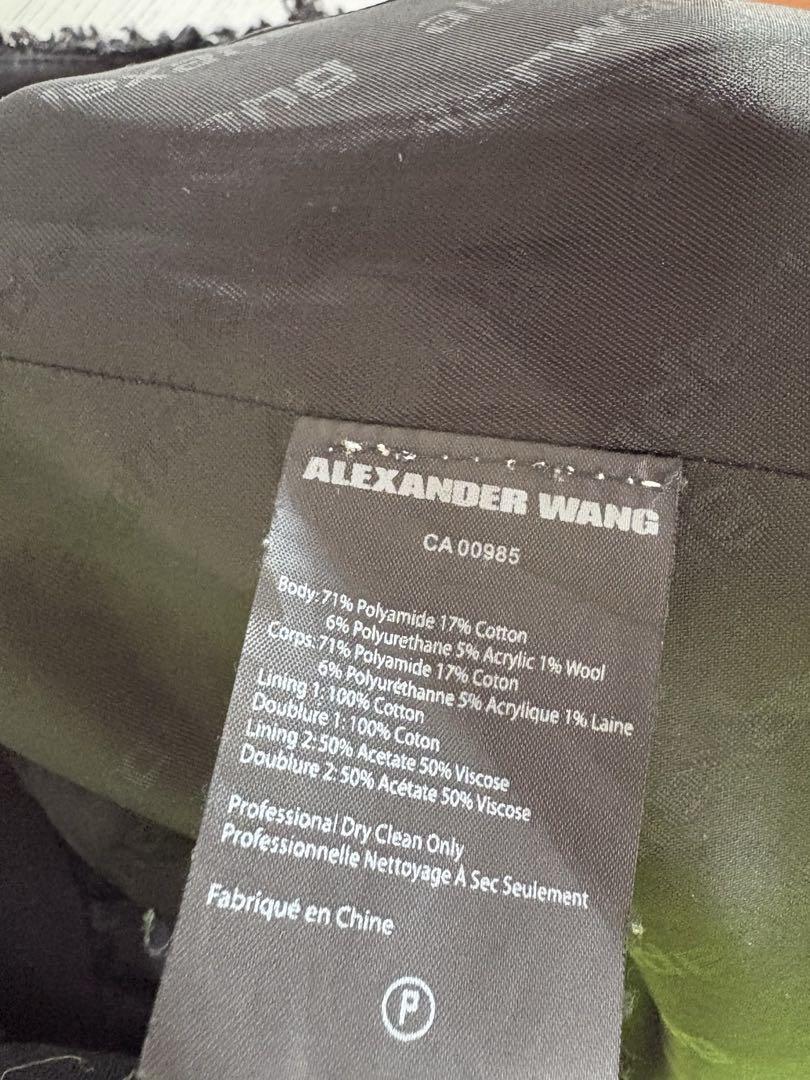 ing
ALEXANDER WANG
CA 00985
Body: 71% Polyamide 17% Cotton
6% Polyurethane 5% Acrylic 1% Wool
Corps: 71% Polyamide 17% Coton
6% Polyuréthanne 5% Acrylique 1% Laine
Lining 1: 100% Cotton
Doublure 1: 100% Coton
Lining 2: 50% Acetate 50% Viscose
Doublure 2: 50% Acétate 50% Viscose
Professional Dry Clean Only
Professionnelle Nettoyage À Sec Seulement
Fabriqué en Chine
P